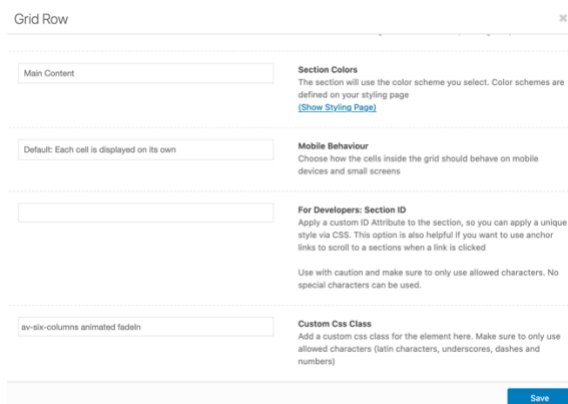 Grid Row
×
Main Content
Section Colors
The section will use the color scheme you select. Color schemes are
defined on your styling page
(Show Styling Page)
Default: Each cell is displayed on its own
Mobile Behaviour
Choose how the cells inside the grid should behave on mobile
devices and small screens
For Developers: Section ID
Apply a custom ID Attribute to the section, so you can apply a unique
style via CSS. This option is also helpful if you want to use anchor
links to scroll to a sections when a link is clicked
Use with caution and make sure to only use allowed characters. No
special characters can be used.
av-six-columns animated fadeIn
Custom Css Class
Add a custom css class for the element here. Make sure to only use
allowed characters (latin characters, underscores, dashes and
numbers)
Save